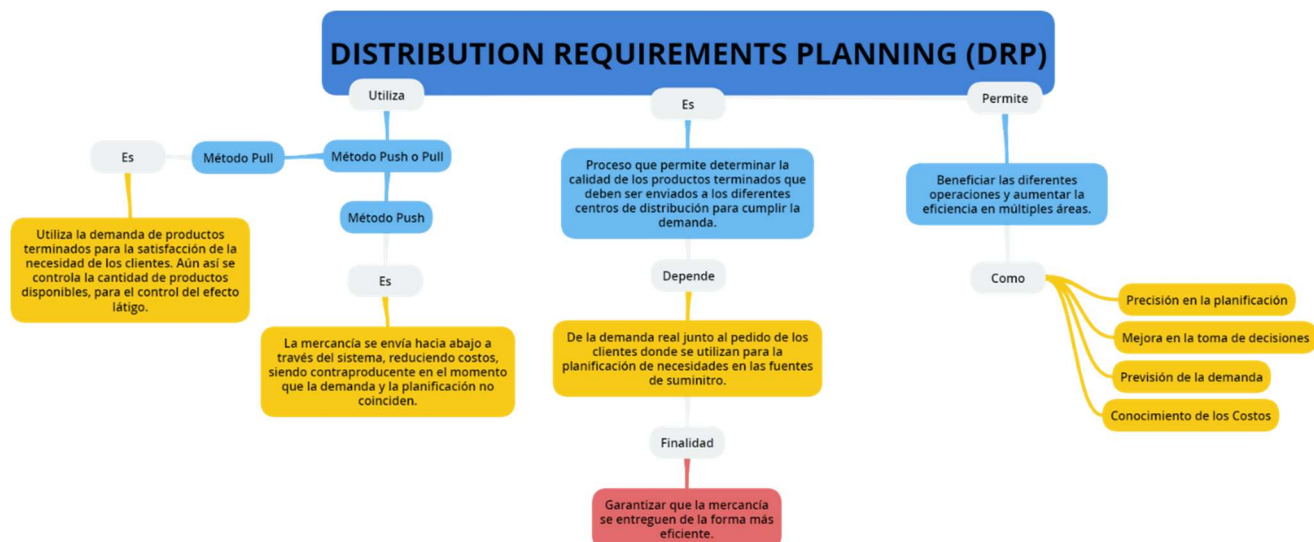 DISTRIBUTION REQUIREMENTS PLANNING (DRP)
Utiliza
Método Push o Pull
Método Pull
Es
Utiliza la demanda de productos
terminados para la satisfacción de la
necesidad de los clientes. Aún así se
controla la cantidad de productos
disponibles, para el control del efecto
látigo.
Método Push
Es
La mercancía se envía hacia abajo a
través del sistema, reduciendo costos,
siendo contraproducente en el momento
que la demanda y la planificación no
coinciden.
Es
Proceso que permite determinar la
calidad de los productos terminados que
deben ser enviados a los diferentes
centros de distribución para cumplir la
demanda.
Depende
De la demanda real junto al pedido de los
clientes donde se utilizan para la
planificación de necesidades en las fuentes
de suminitro.
Finalidad
Garantizar que la mercancía
se entreguen de la forma más
eficiente.
Permite
Beneficiar las diferentes
operaciones y aumentar la
eficiencia en múltiples áreas.
Como
Precisión en la planificación
Mejora en la toma de decisiones
Previsión de la demanda
Conocimiento de los Costos